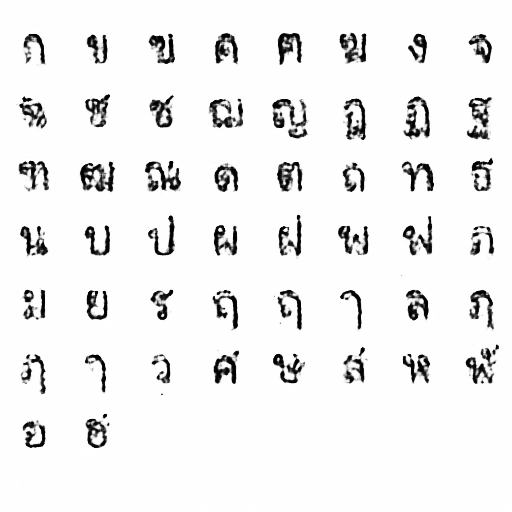 ก ข ฃ ค ฅ ฆ ง จ
ฉ ช ซ ฌ ญ ฎ ฏ ฐ
ฑ ฒ ณ ด ต ถ ท ธ
น บ ป ผ ฝ พ ฟ ภ
ม ย ร ฤ ฤ ๅ ล ฦ
ฦ ๅ ว ศ ษ ส ห ฬ
อ ฮ